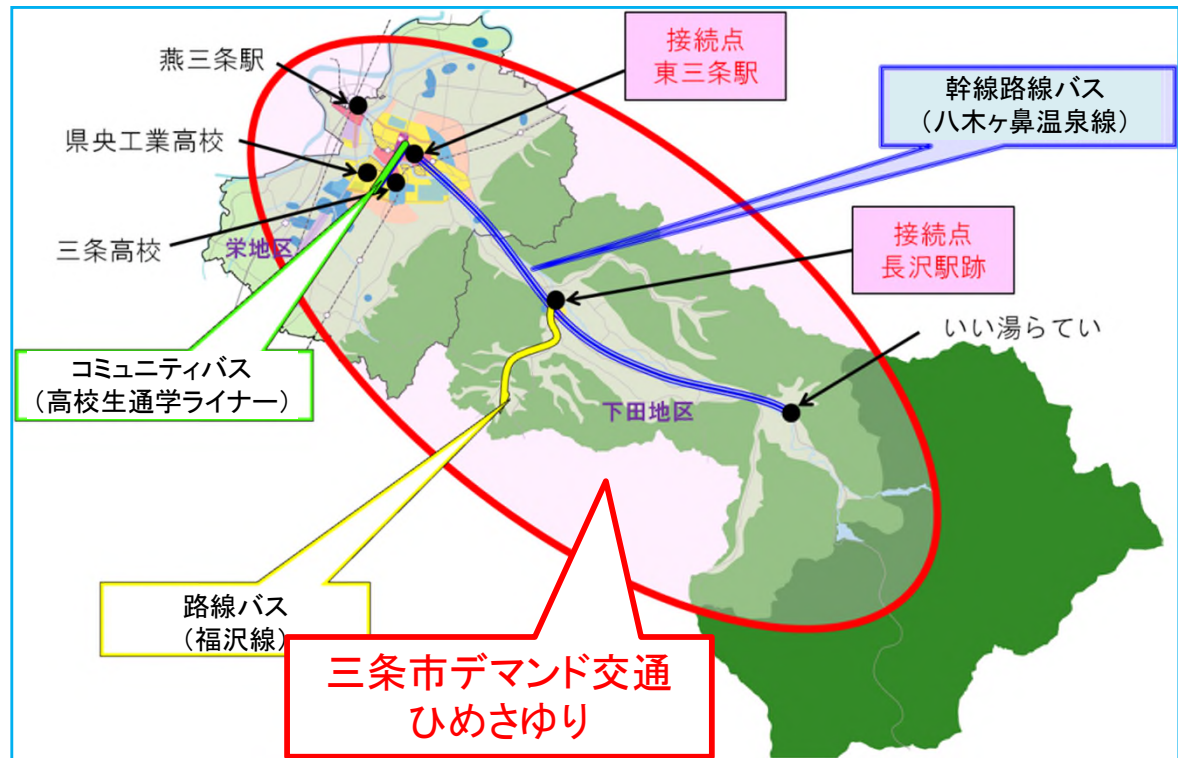 燕三条駅
接続点
東三条駅
幹線路線バス
（八木ヶ鼻温泉線）
県央工業高校
三条高校
栄地区
接続点
長沢駅跡
いい湯らてい
コミュニティバス
（高校生通学ライナー）
下田地区
路線バス
（福沢線）
三条市デマンド交通
ひめさゆり